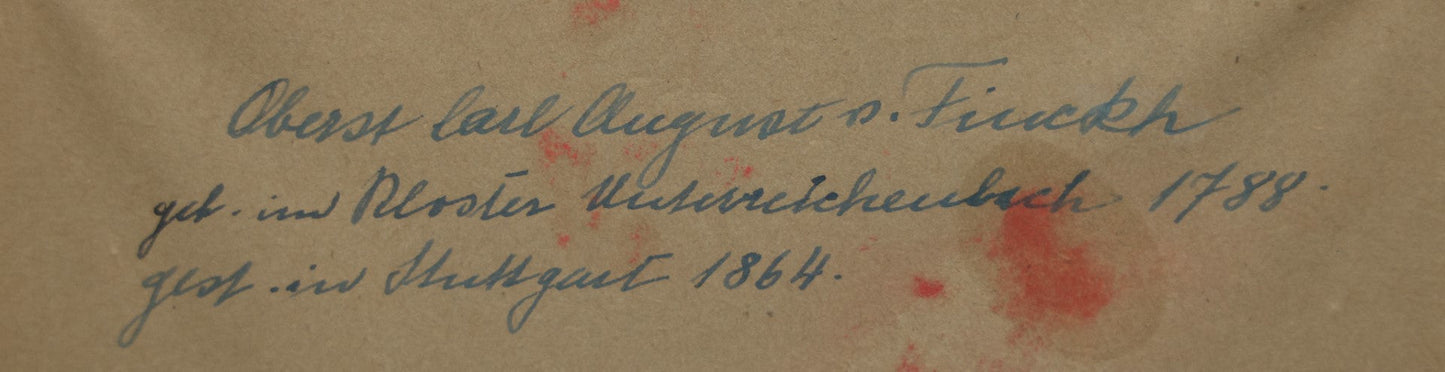 Oberst Carl August v. Finckh
geb. im Kloster Unterreichenbach 1788.
gest. in Stuttgart 1864.